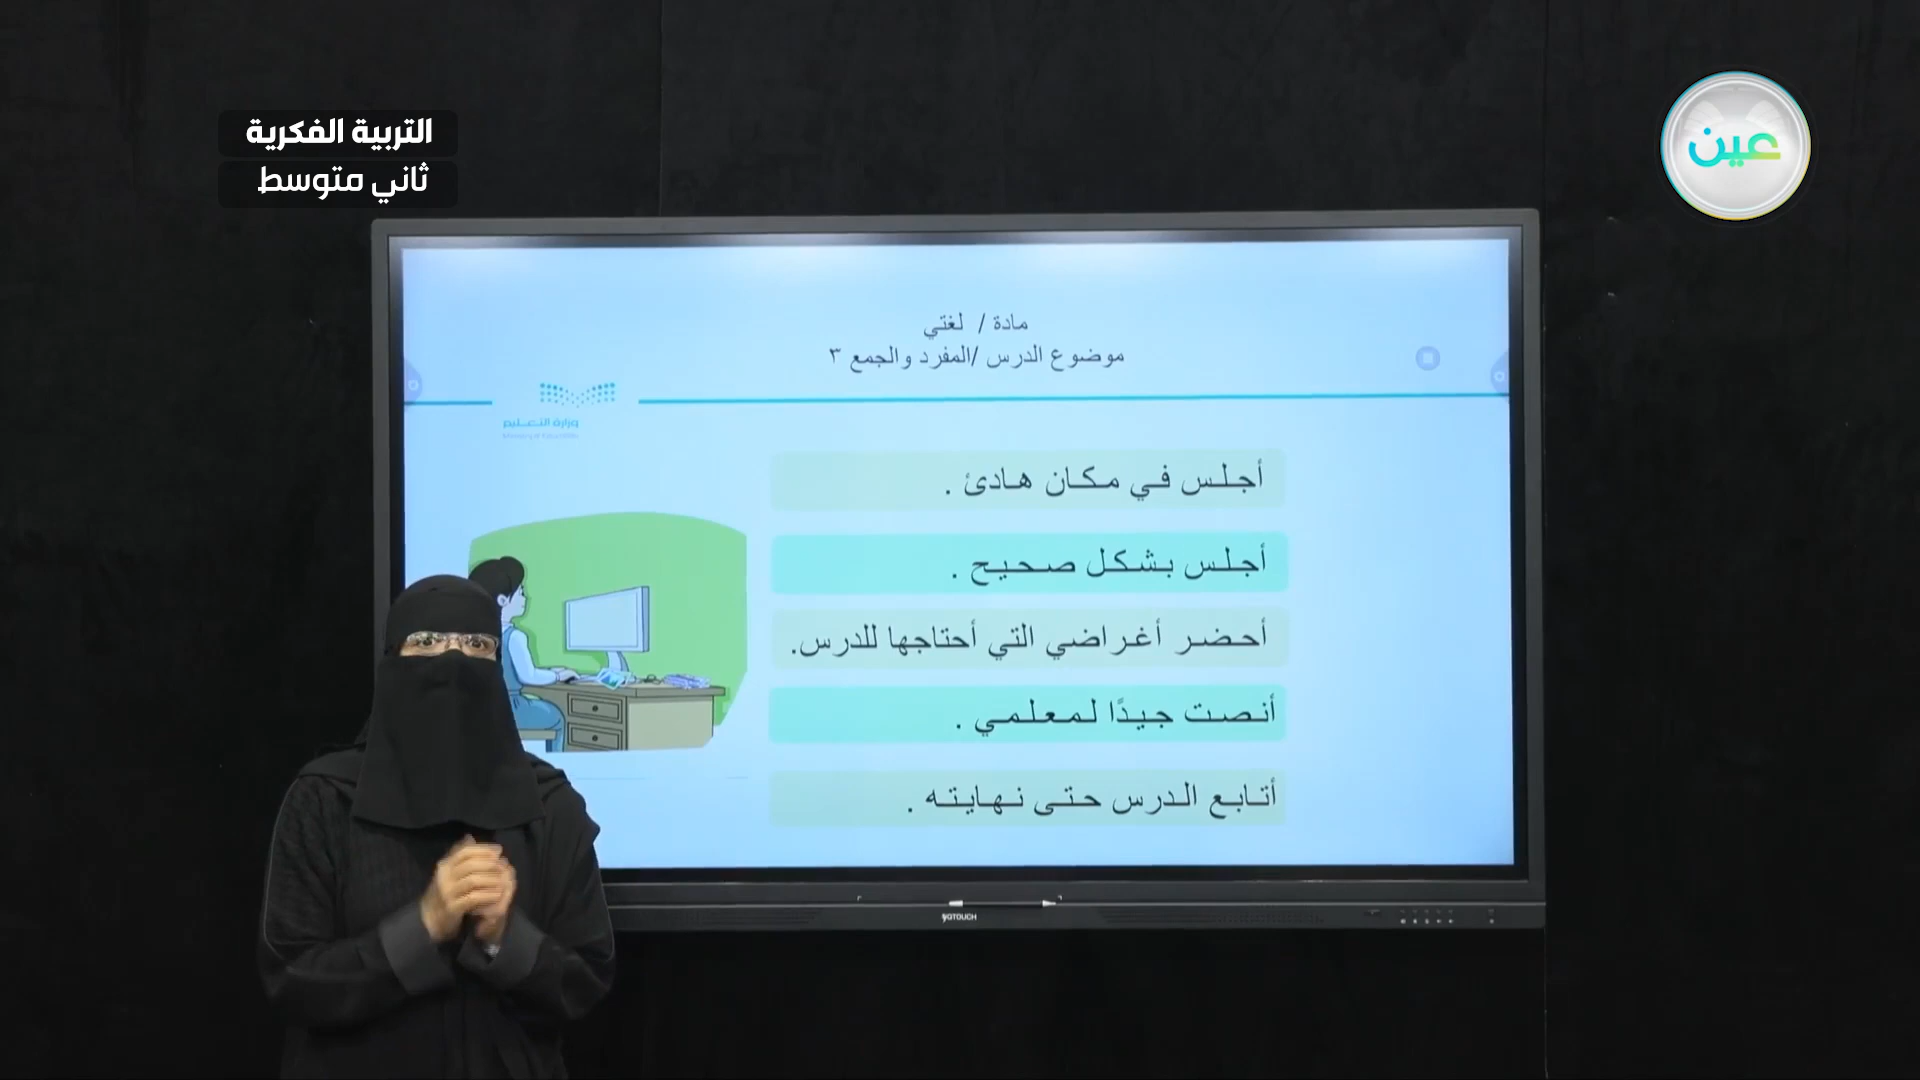 التربية الفكرية
ثاني متوسط
عين
مادة / لغتي
موضوع الدرس /المفرد والجمع ٣
وزارة التعليم
أجلس في مكان هادئ .
أجلس بشكل صحيح .
أحضر أغراضي التي أحتاجها للدرس.
أنصت جيدًا لمعلمي .
أتابع الدرس حتى نهايته .